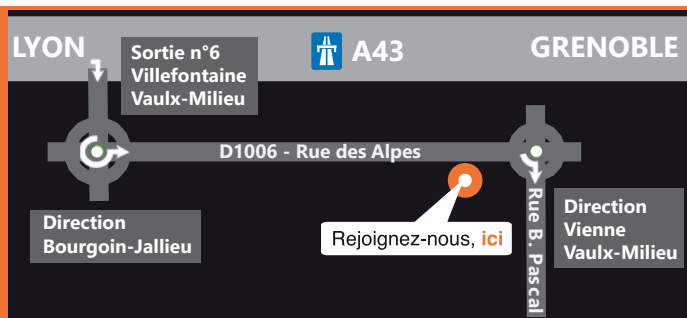 LYON
Sortie n°6
Villefontaine
Vaulx-Milieu
A43
GRENOBLE
D1006 - Rue des Alpes
Direction
Bourgoin-Jallieu
Rejoignez-nous, ici
Rue B. Pascal
Direction
Vienne
Vaulx-Milieu